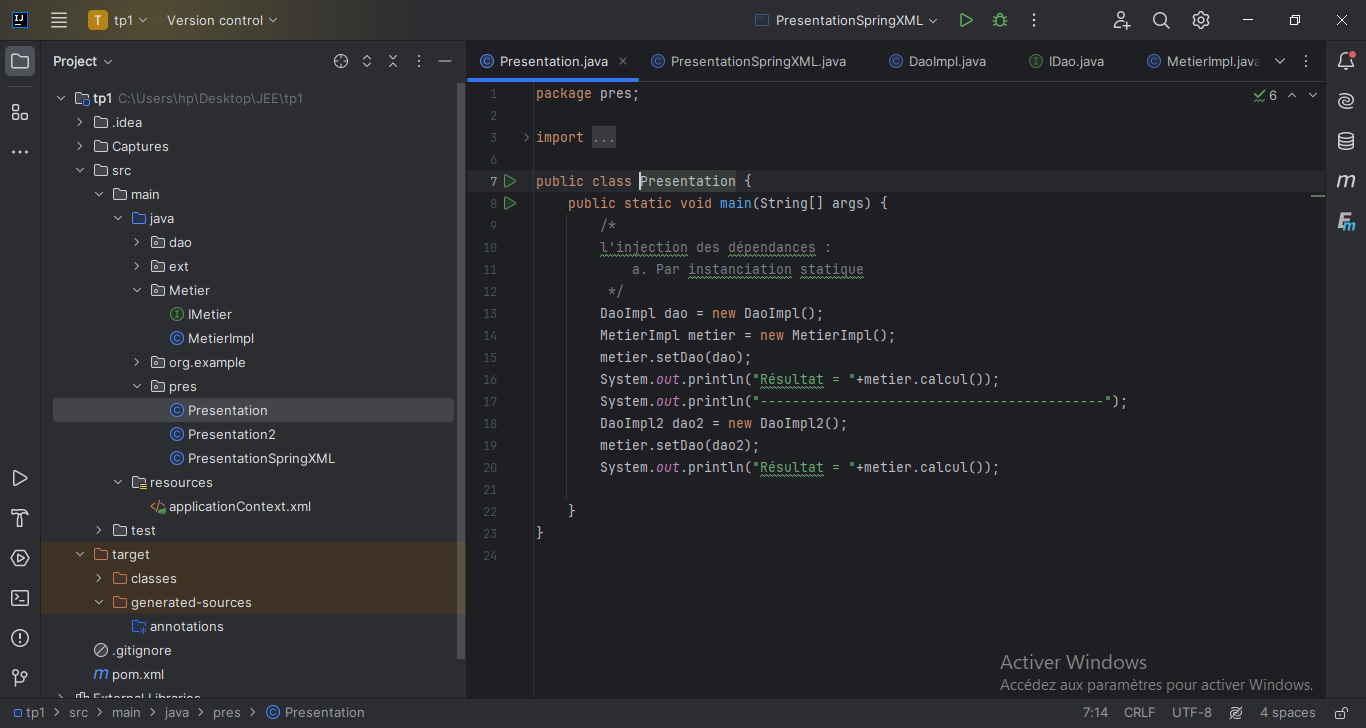 T tp1 Version control PresentationSpringXML
Project
Presentation.java PresentationSpringXML.java DaoImpl.java IDao.java MetierImpl.java
tp1 C:\Users\hp\Desktop\JEE\tp1
.idea
Captures
src
main
java
dao
ext
Metier
IMetier
MetierImpl
org.example
pres
Presentation
Presentation2
PresentationSpringXML
resources
applicationContext.xml
test
target
classes
generated-sources
annotations
.gitignore
pom.xml
External Libraries
6
1 package pres;
2
3 import ...
6
7 public class Presentation {
8 public static void main(String[] args) {
9 /*
10 l'injection des dépendances :
11 a. Par instanciation statique
12 */
13 DaoImpl dao = new DaoImpl();
14 MetierImpl metier = new MetierImpl();
15 metier.setDao(dao);
16 System.out.println("Résultat = "+metier.calcul());
17 System.out.println("-------------------------------------------");
18 DaoImpl2 dao2 = new DaoImpl2();
19 metier.setDao(dao2);
20 System.out.println("Résultat = "+metier.calcul());
21
22 }
23 }
24
Activer Windows
Accédez aux paramètres pour activer Windows.
tp1 > src > main > java > pres > Presentation 7:14 CRLF UTF-8 4 spaces